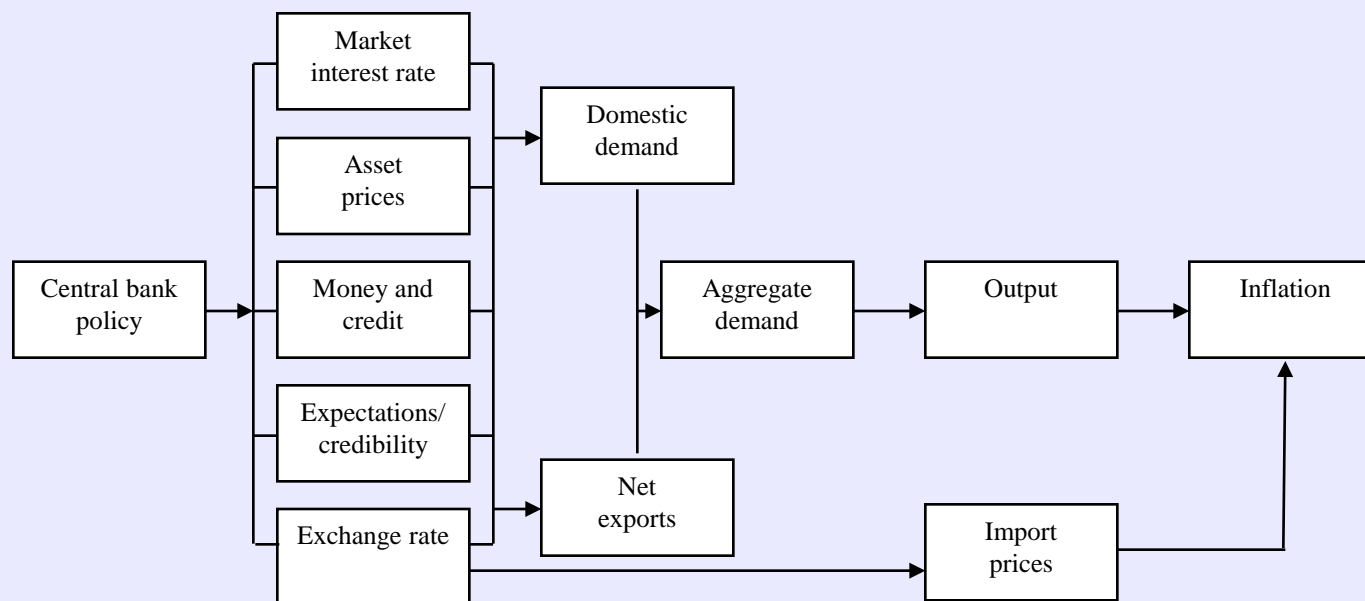 Market
interest rate
Asset
prices
Central bank
policy
Money and
credit
Expectations/
credibility
Exchange rate
Domestic
demand
Net
exports
Aggregate
demand
Output
Import
prices
Inflation